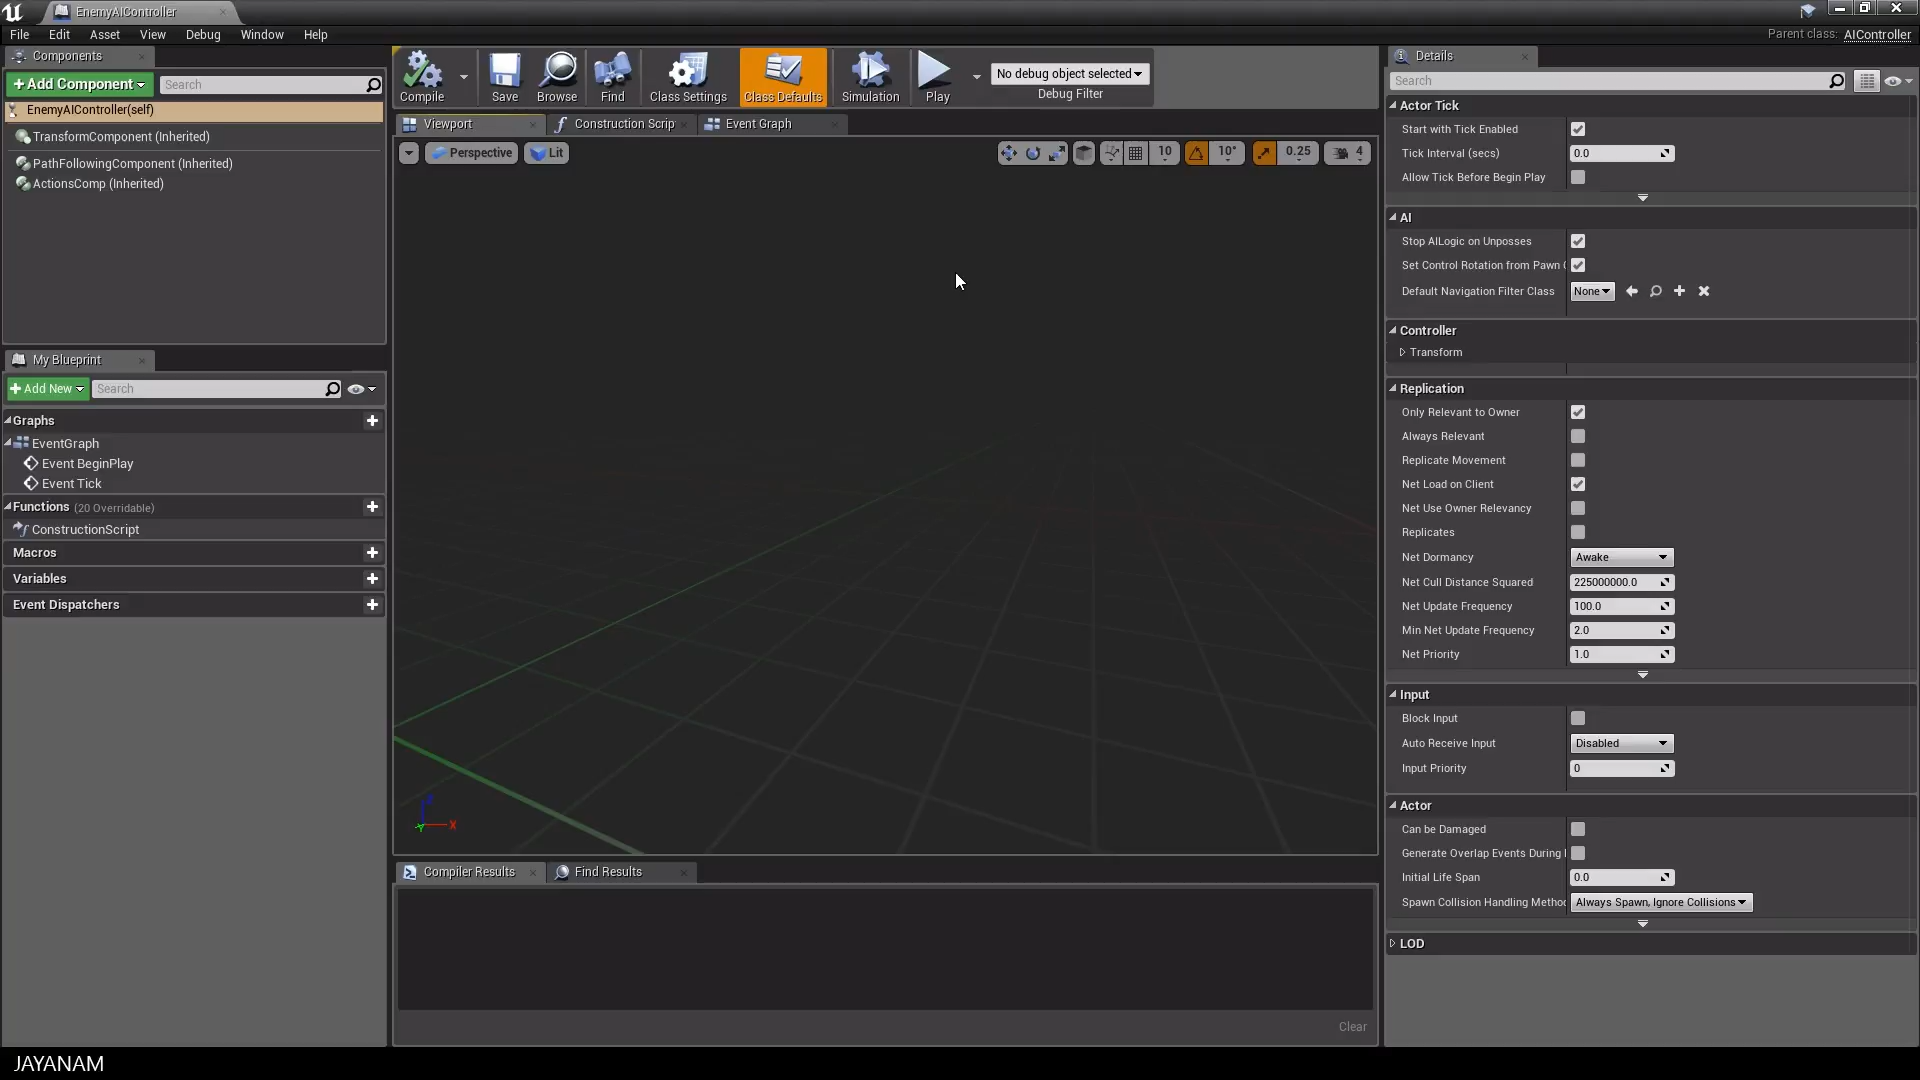 EnemyAIController
File Edit Asset View Debug Window Help
Parent class: AIController
Components
+ Add Component
Search
EnemyAIController(self)
TransformComponent (Inherited)
PathFollowingComponent (Inherited)
ActionsComp (Inherited)
My Blueprint
+ Add New
Search
Graphs
EventGraph
Event BeginPlay
Event Tick
Functions (20 Overridable)
ConstructionScript
Macros
Variables
Event Dispatchers
Compile
Save
Browse
Find
Class Settings
Class Defaults
Simulation
Play
No debug object selected
Debug Filter
Viewport
Construction Scrip
Event Graph
Perspective
Lit
10
10°
0.25
4
X
Compiler Results
Find Results
Clear
Details
Search
Actor Tick
Start with Tick Enabled
Tick Interval (secs) 0.0
Allow Tick Before Begin Play
AI
Stop AILogic on Unposses
Set Control Rotation from Pawn
Default Navigation Filter Class None
Controller
Transform
Replication
Only Relevant to Owner
Always Relevant
Replicate Movement
Net Load on Client
Net Use Owner Relevancy
Replicates
Net Dormancy Awake
Net Cull Distance Squared 225000000.0
Net Update Frequency 100.0
Min Net Update Frequency 2.0
Net Priority 1.0
Input
Block Input
Auto Receive Input Disabled
Input Priority 0
Actor
Can be Damaged
Generate Overlap Events During
Initial Life Span 0.0
Spawn Collision Handling Method Always Spawn, Ignore Collisions
LOD
JAYANAM